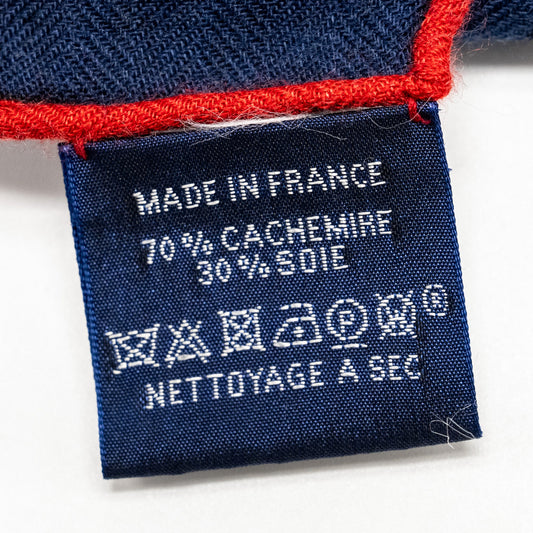 MADE IN FRANCE
70% CACHEMIRE
30% SOIE
P W ®
NETTOYAGE A SEC